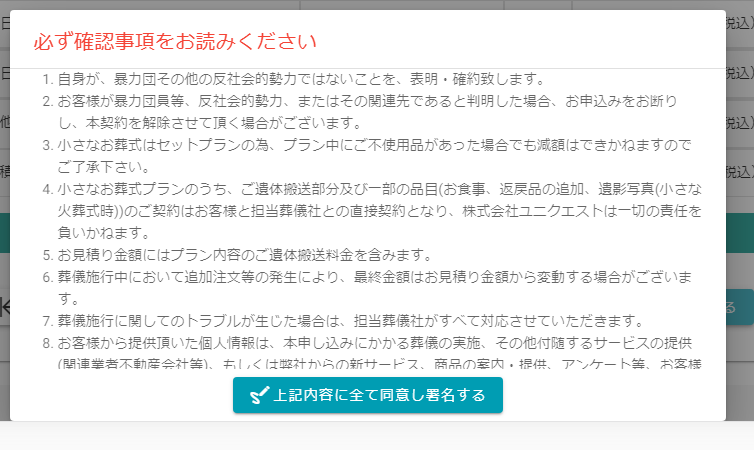 必ず確認事項をお読みください
1. 自身が、暴力団その他の反社会的勢力ではないことを、表明・確約致します。
2. お客様が暴力団員等、反社会的勢力、またはその関連先であると判明した場合、お申込みをお断り
し、本契約を解除させて頂く場合がございます。
3. 小さなお葬式はセットプランの為、プラン中にご不使用品があった場合でも減額はできかねますので
ご了承下さい。
4. 小さなお葬式プランのうち、ご遺体搬送部分及び一部の品目(お食事、返戻品の追加、遺影写真(小さな
火葬式時))のご契約はお客様と担当葬儀社との直接契約となり、株式会社ユニクエストは一切の責任を
負いかねます。
5. お見積り金額にはプラン内容のご遺体搬送料金を含みます。
6. 葬儀施行中において追加注文等の発生により、最終金額はお見積り金額から変動する場合がございま
す。
7. 葬儀施行に関してのトラブルが生じた場合は、担当葬儀社がすべて対応させていただきます。
8. お客様から提供頂いた個人情報は、本申し込みにかかる葬儀の実施、その他付随するサービスの提供
(関連業者不動産会社等)、もしくは弊社からの新サービス、商品の案内・提供、アンケート等、お客様
上記内容に全て同意し署名する
日
日
他
積
税込)
税込)
税込)
税込)
る